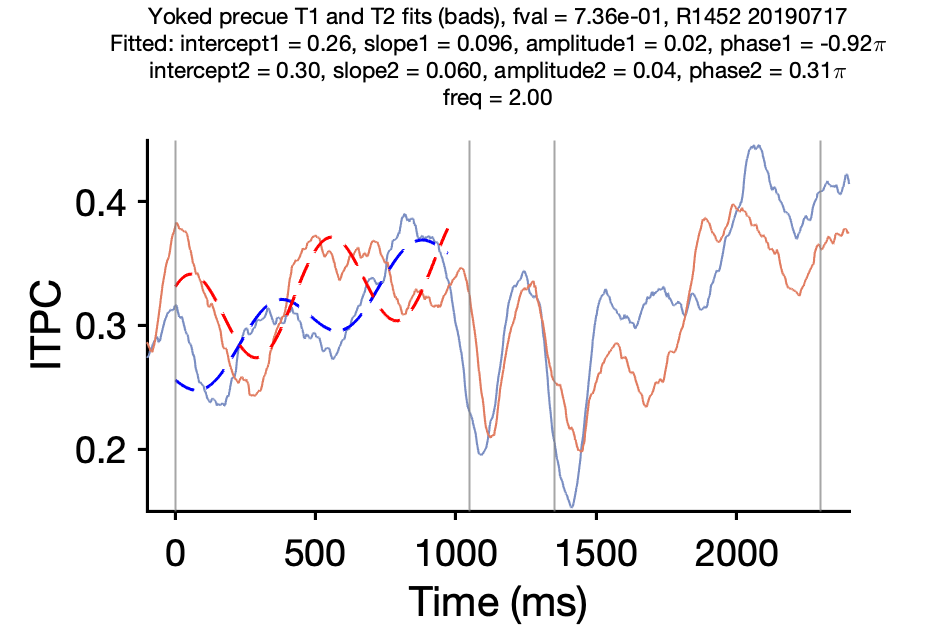 Yoked precue T1 and T2 fits (bads), fval = 7.36e-01, R1452 20190717
Fitted: intercept1 = 0.26, slope1 = 0.096, amplitude1 = 0.02, phase1 = -0.92π
intercept2 = 0.30, slope2 = 0.060, amplitude2 = 0.04, phase2 = 0.31π
freq = 2.00
0.4
0.3
0.2
ITPC
0 500 1000 1500 2000
Time (ms)